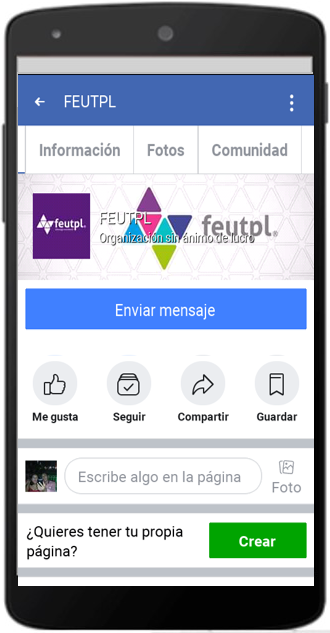 FEUTPL
Información Fotos Comunidad
feutpl.
FEUTPL
Organización sin ánimo de lucro
feutpl®
Enviar mensaje
Me gusta Seguir Compartir Guardar
Escribe algo en la página
Foto
¿Quieres tener tu propia
página?
Crear